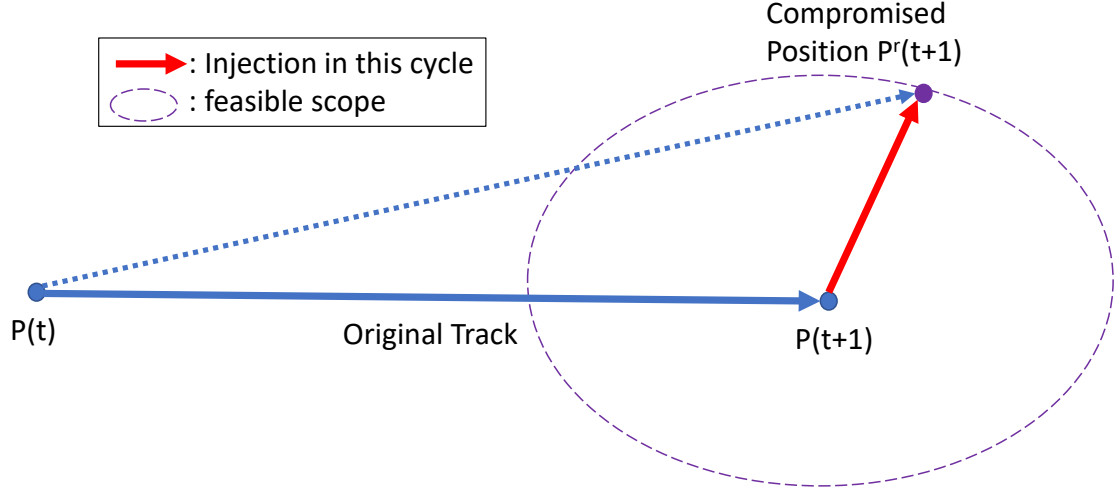 Compromised
Position Pʳ(t+1)
: Injection in this cycle
: feasible scope
P(t)
Original Track
P(t+1)